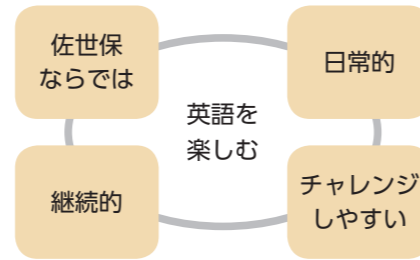 佐世保
ならでは
日常的
英語を
楽しむ
継続的
チャレンジ
しやすい